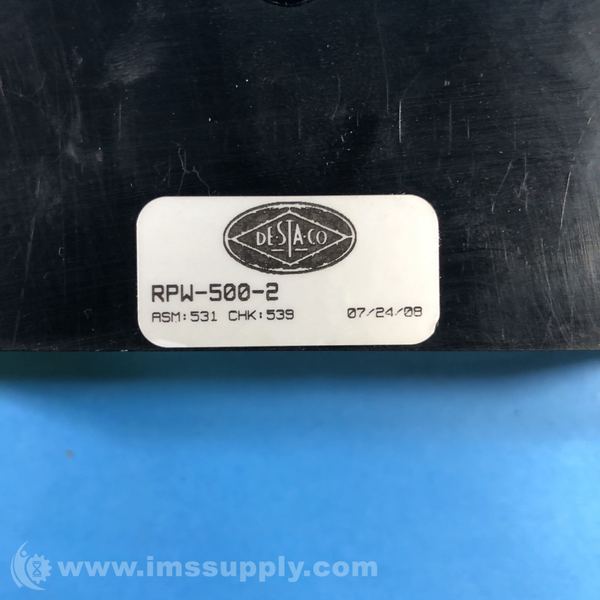 DE-STA-CO
RPW-500-2
ASM:531 CHK:539 07/24/08
www.imssupply.com